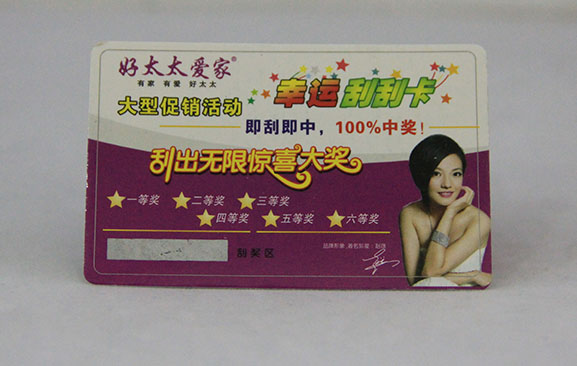 好太太爱家®
有家 有爱 好太太
幸运刮刮卡
大型促销活动
即刮即中，100%中奖！
刮出无限惊喜大奖
一等奖 二等奖 三等奖
四等奖 五等奖 六等奖
刮奖区